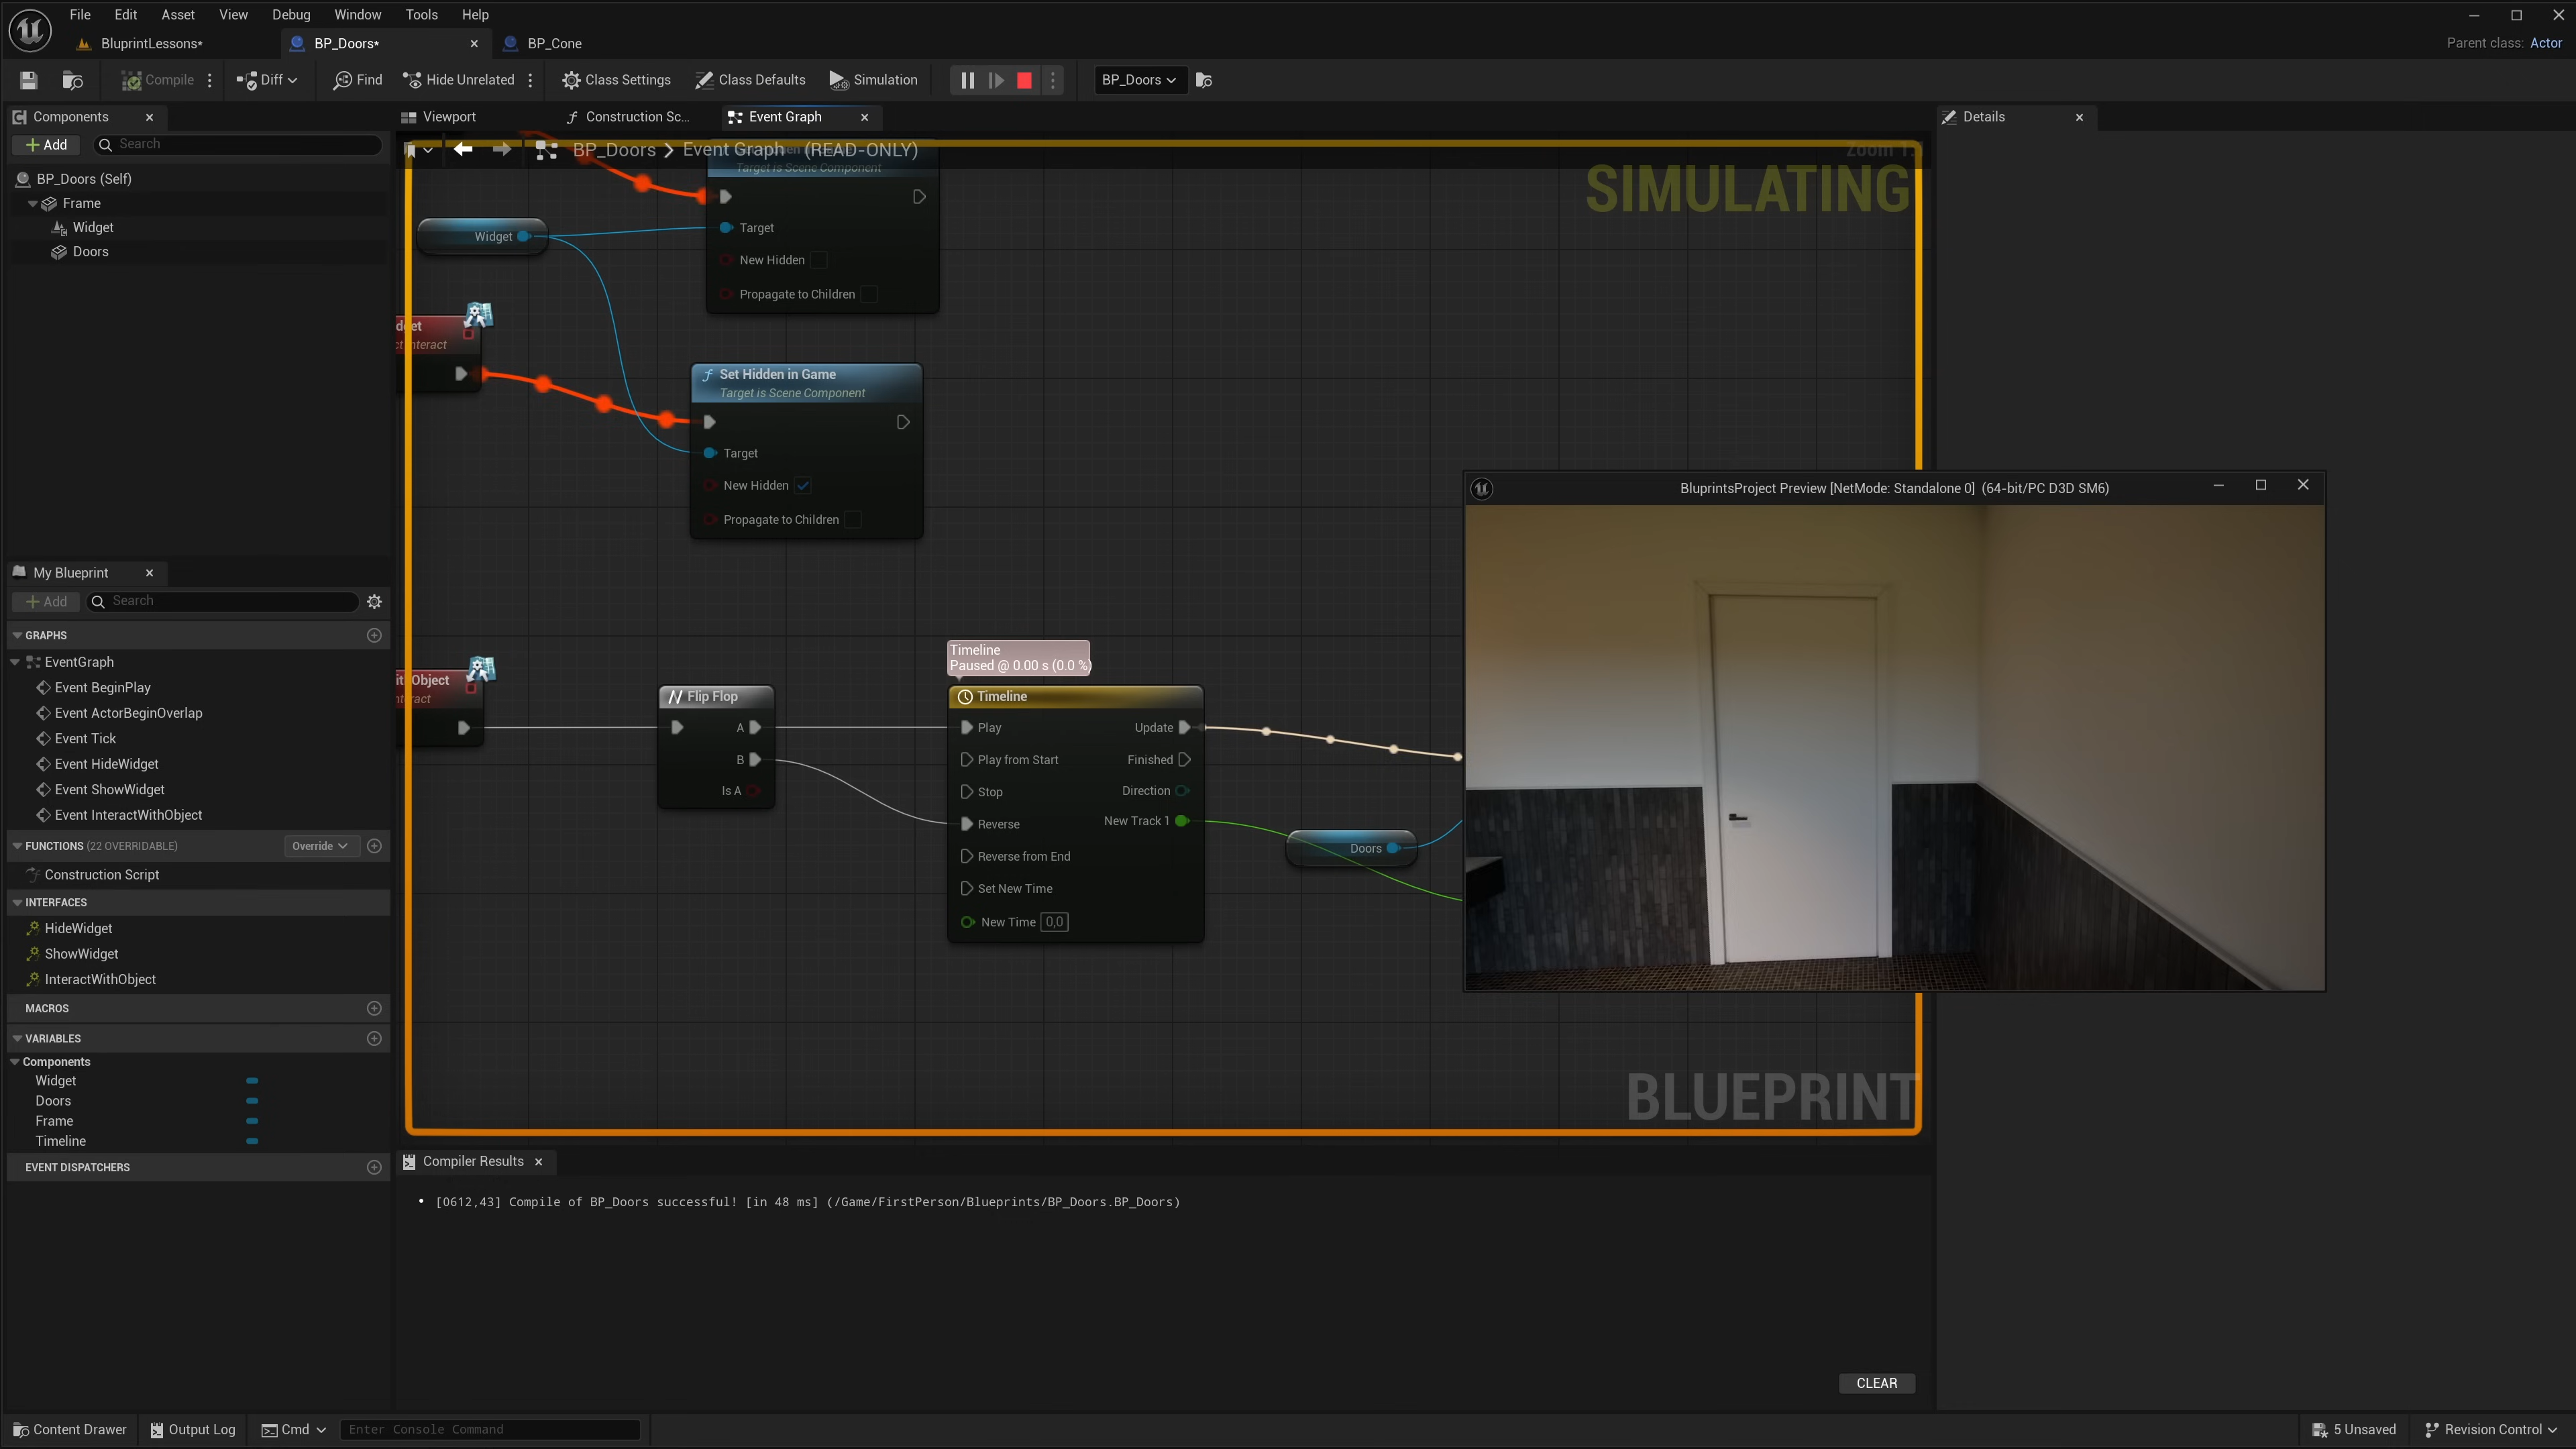 File Edit Asset View Debug Window Tools Help
BluprintLessons*
BP_Doors*
BP_Cone
Parent class: Actor
Compile
Diff
Find
Hide Unrelated
Class Settings
Class Defaults
Simulation
BP_Doors
Components
Viewport
Construction Sc...
Event Graph
Details
Add
Search
BP_Doors > Event Graph (READ-ONLY)
SIMULATING
Target is Scene Component
BP_Doors (Self)
Frame
Widget
Doors
Widget
Target
New Hidden
Propagate to Children
Set Hidden in Game
Target is Scene Component
Target
New Hidden
Propagate to Children
BluprintsProject Preview [NetMode: Standalone 0] (64-bit/PC D3D SM6)
My Blueprint
Add
Search
GRAPHS
EventGraph
Event BeginPlay
Event ActorBeginOverlap
Event Tick
Event HideWidget
Event ShowWidget
Event InteractWithObject
FUNCTIONS (22 OVERRIDABLE)
Override
Construction Script
INTERFACES
HideWidget
ShowWidget
InteractWithObject
MACROS
VARIABLES
Components
Widget
Doors
Frame
Timeline
EVENT DISPATCHERS
Flip Flop
A
B
Is A
Timeline
Paused @ 0.00 s (0.0 %)
Timeline
Play
Update
Play from Start
Finished
Stop
Direction
Reverse
New Track 1
Reverse from End
Set New Time
New Time 0,0
Doors
BLUEPRINT
Compiler Results
[0612,43] Compile of BP_Doors successful! [in 48 ms] (/Game/FirstPerson/Blueprints/BP_Doors.BP_Doors)
CLEAR
Content Drawer
Output Log
Cmd
Enter Console Command
5 Unsaved
Revision Control